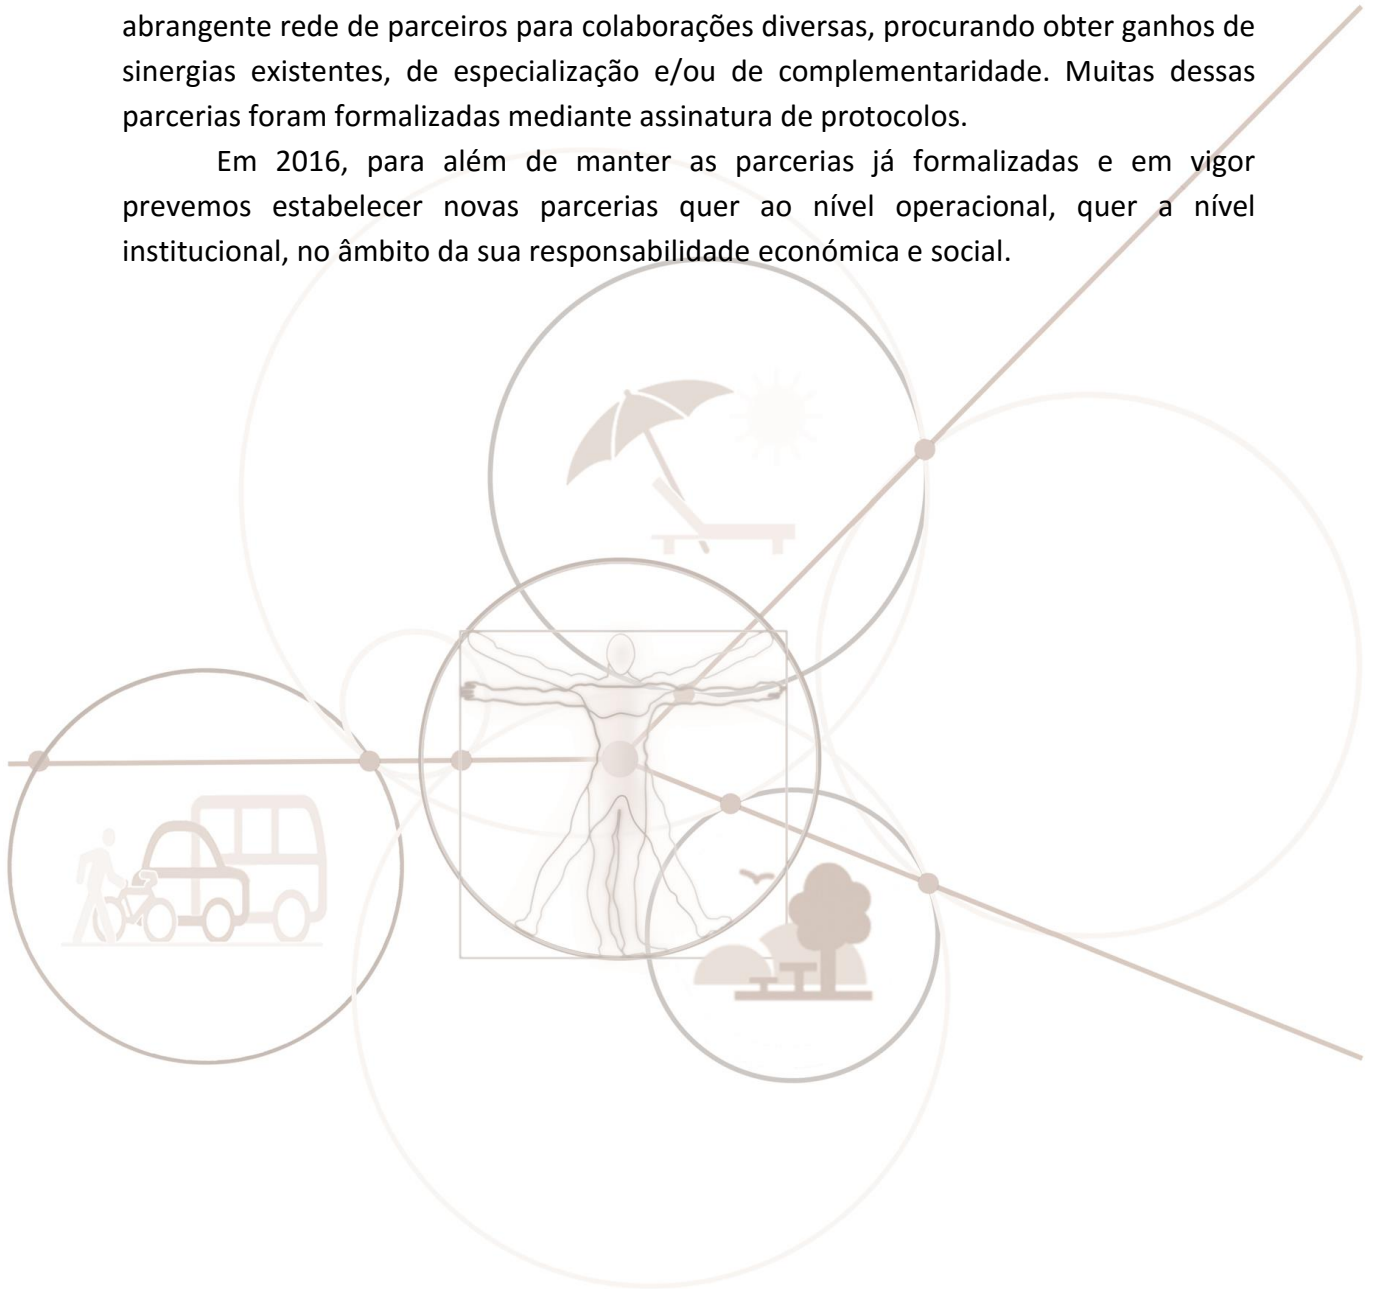 abrangente rede de parceiros para colaborações diversas, procurando obter ganhos de
sinergias existentes, de especialização e/ou de complementaridade. Muitas dessas
parcerias foram formalizadas mediante assinatura de protocolos.
Em 2016, para além de manter as parcerias já formalizadas e em vigor
prevemos estabelecer novas parcerias quer ao nível operacional, quer a nível
institucional, no âmbito da sua responsabilidade económica e social.